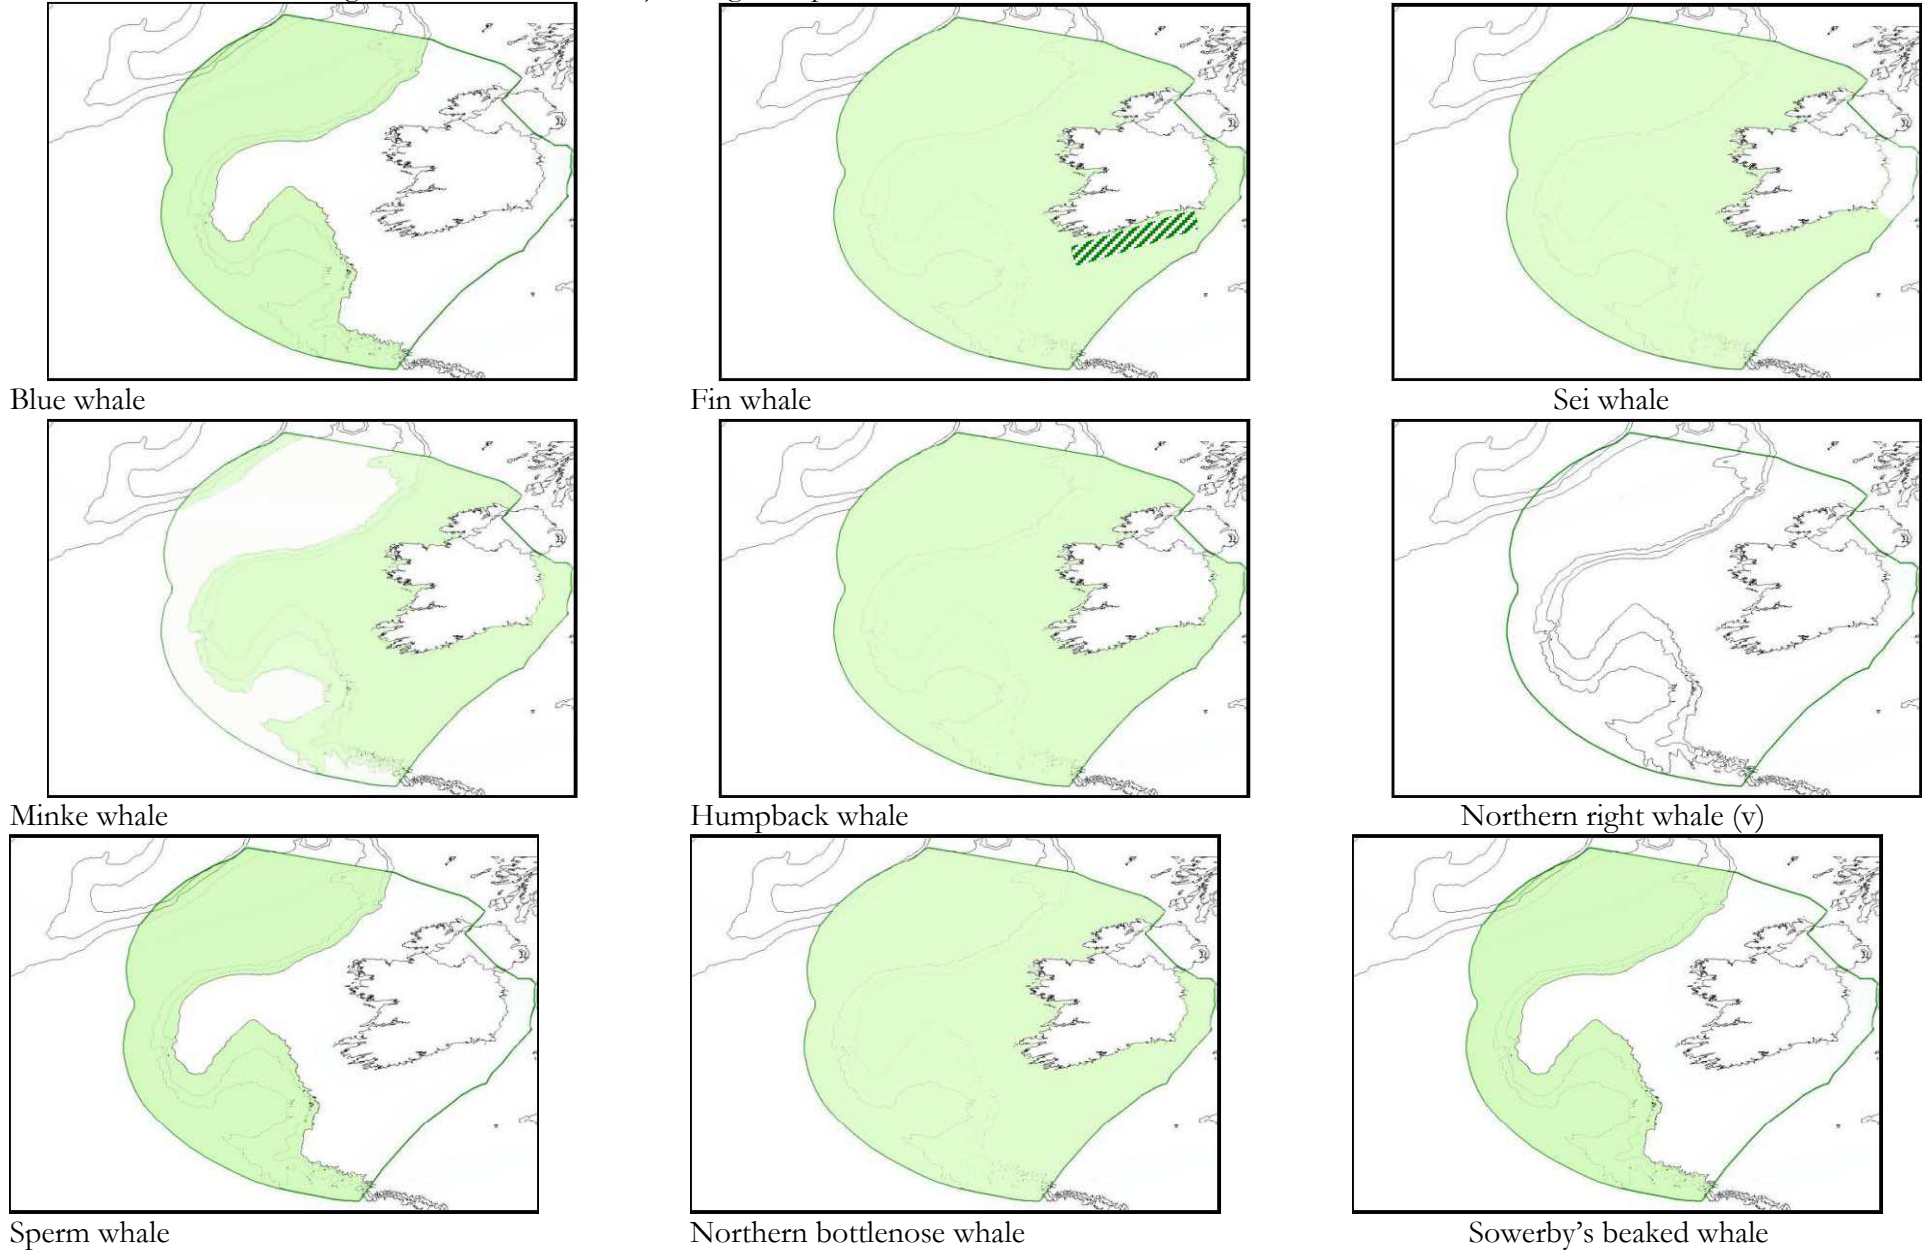 Blue whale
Fin whale
Sei whale
Minke whale
Humpback whale
Northern right whale (v)
Sperm whale
Northern bottlenose whale
Sowerby's beaked whale